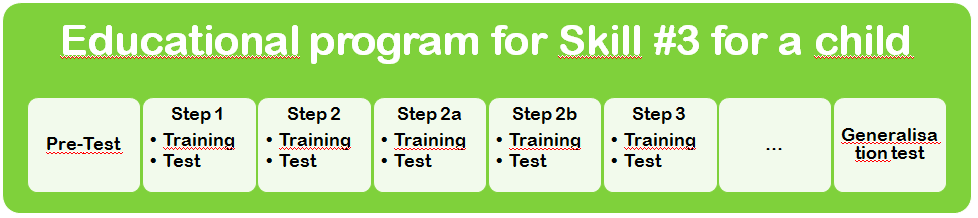 Educational program for Skill #3 for a child
Pre-Test
Step 1
• Training
• Test
Step 2
• Training
• Test
Step 2a
• Training
• Test
Step 2b
• Training
• Test
Step 3
• Training
• Test
...
Generalisa
tion test